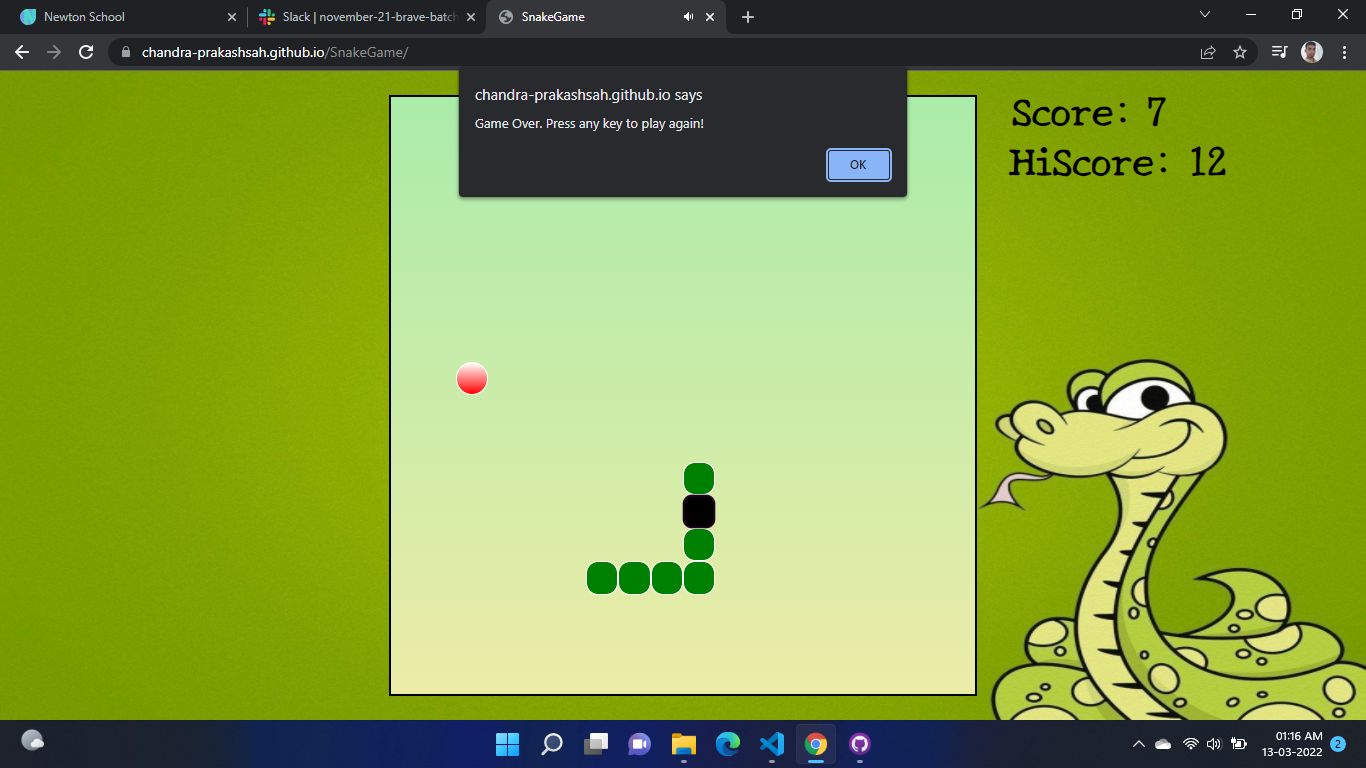 Newton School
Slack | november-21-brave-batch
SnakeGame
chandra-prakashsah.github.io/SnakeGame/
chandra-prakashsah.github.io says
Game Over. Press any key to play again!
OK
Score: 7
HiScore: 12
01:16 AM
13-03-2022
2